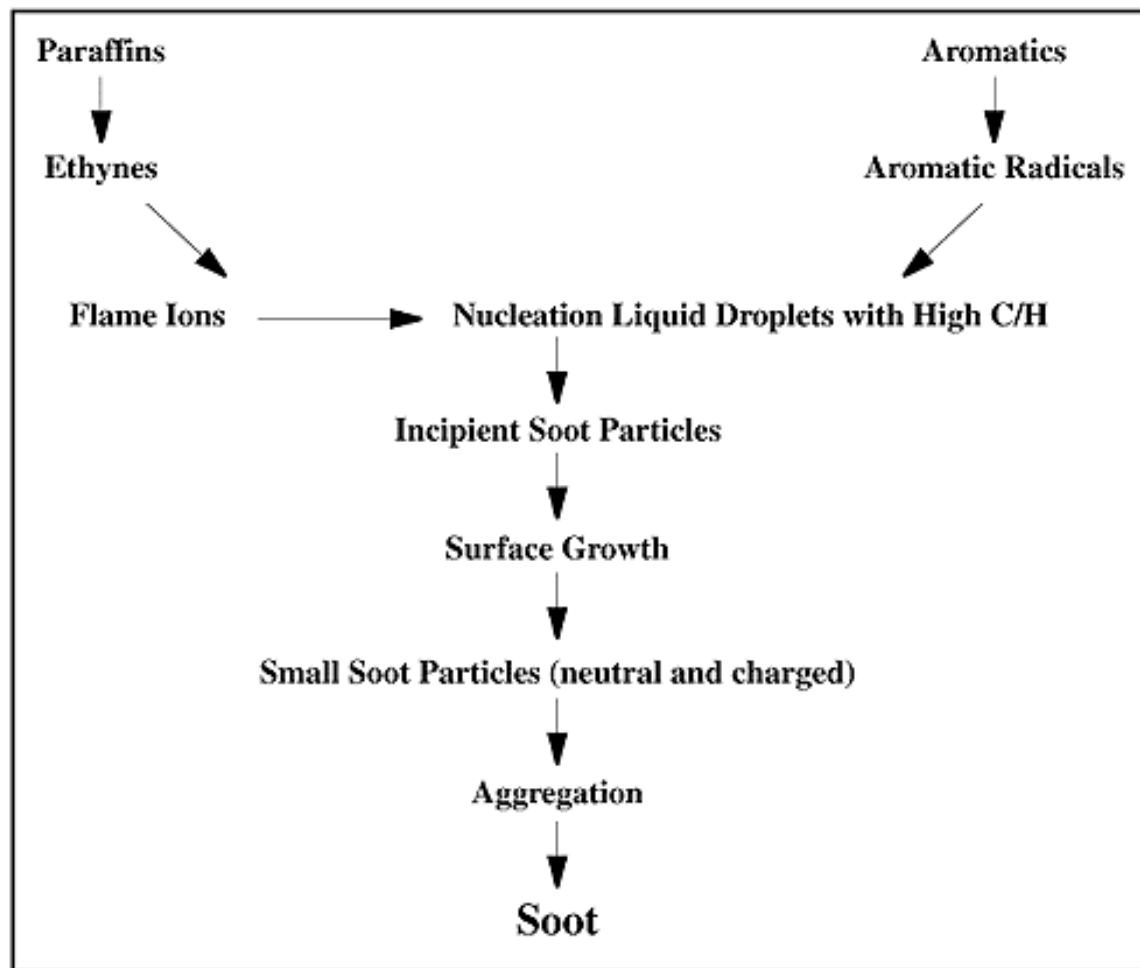 Paraffins
Aromatics
Ethynes
Aromatic Radicals
Flame Ions
Nucleation Liquid Droplets with High C/H
Incipient Soot Particles
Surface Growth
Small Soot Particles (neutral and charged)
Aggregation
Soot